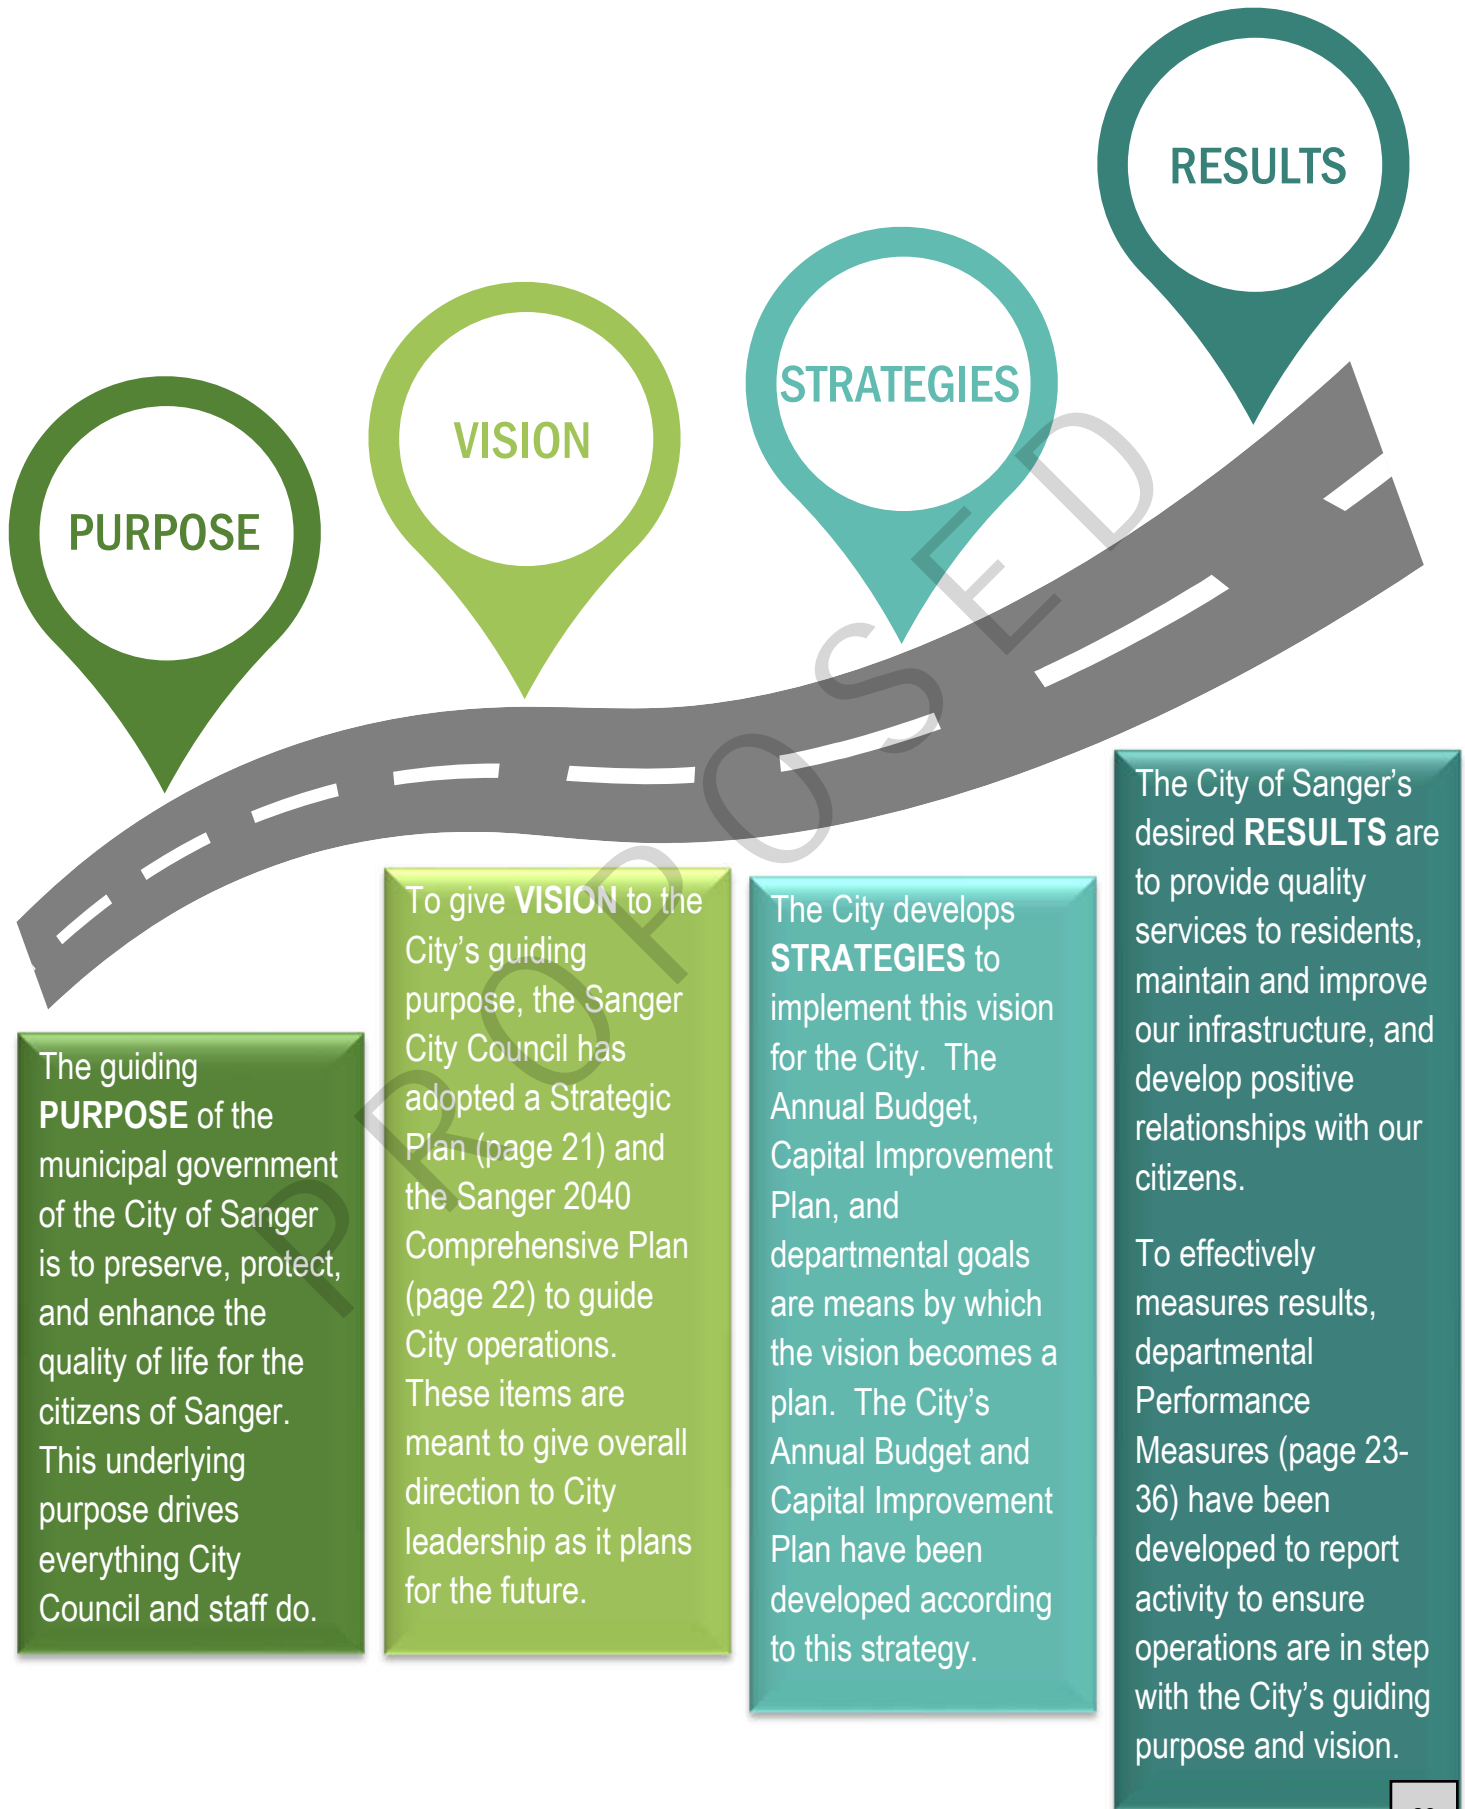 RESULTS
STRATEGIES
VISION
PURPOSE
PROPOSED
The guiding
PURPOSE of the
municipal government
of the City of Sanger
is to preserve, protect,
and enhance the
quality of life for the
citizens of Sanger.
This underlying
purpose drives
everything City
Council and staff do.
To give VISION to the
City’s guiding
purpose, the Sanger
City Council has
adopted a Strategic
Plan (page 21) and
the Sanger 2040
Comprehensive Plan
(page 22) to guide
City operations.
These items are
meant to give overall
direction to City
leadership as it plans
for the future.
The City develops
STRATEGIES to
implement this vision
for the City.  The
Annual Budget,
Capital Improvement
Plan, and
departmental goals
are means by which
the vision becomes a
plan.  The City’s
Annual Budget and
Capital Improvement
Plan have been
developed according
to this strategy.
The City of Sanger’s
desired RESULTS are
to provide quality
services to residents,
maintain and improve
our infrastructure, and
develop positive
relationships with our
citizens.
To effectively
measures results,
departmental
Performance
Measures (page 23-
36) have been
developed to report
activity to ensure
operations are in step
with the City’s guiding
purpose and vision.